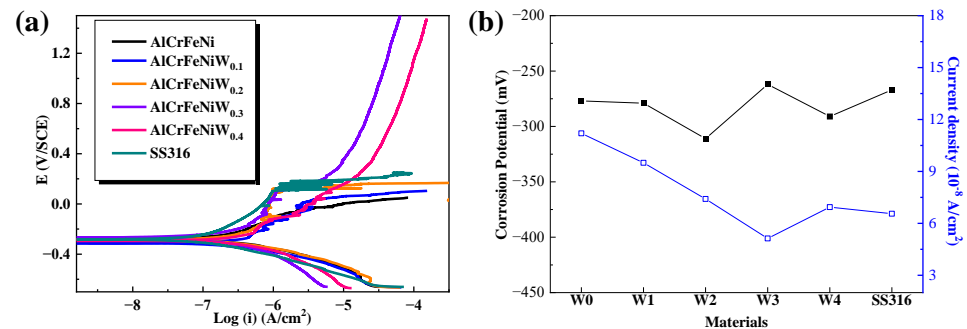 (a)
E (V/SCE)
1.2
0.8
0.4
0.0
−0.4
AlCrFeNi
AlCrFeNiW0.1
AlCrFeNiW0.2
AlCrFeNiW0.3
AlCrFeNiW0.4
SS316
−8
−7
−6
−5
−4
Log (i) (A/cm2)
(b)
Corrosion Potential (mV)
−200
−250
−300
−350
−400
−450
W0
W1
W2
W3
W4
SS316
Materials
18
15
12
9
6
3
Current density (10-8 A/cm2)